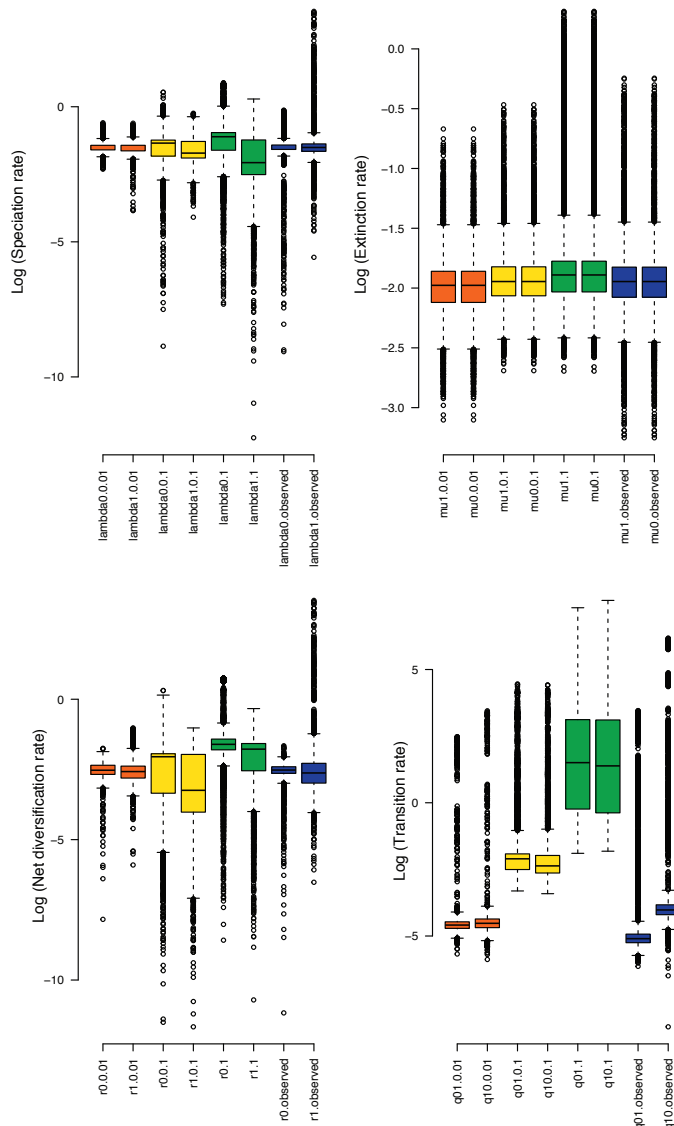 Log (Speciation rate)
0
−5
−10
lambda0.0.01
lambda1.0.01
lambda0.0.1
lambda1.0.1
lambda0.1
lambda1.1
lambda0.observed
lambda1.observed
Log (Extinction rate)
0.0
−0.5
−1.0
−1.5
−2.0
−2.5
−3.0
mu1.0.01
mu0.0.01
mu1.0.1
mu0.0.1
mu1.1
mu0.1
mu1.observed
mu0.observed
Log (Net diversification rate)
0
−5
−10
r0.0.01
r1.0.01
r0.0.1
r1.0.1
r0.1
r1.1
r0.observed
r1.observed
Log (Transition rate)
5
0
−5
q01.0.01
q10.0.01
q01.0.1
q10.0.1
q01.1
q10.1
q01.observed
q10.observed